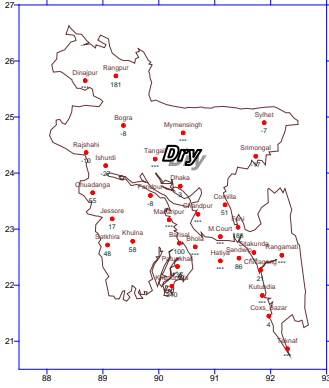 27
26
25
24
23
22
21
88
89
90
91
92
93
Rangpur
181
Dinajpur
---
Bogra
-8
Mymensingh
---
Sylhet
-7
Rajshahi
Ishurdi
-27
Tangail
---
Dry
Srimongal
Dhaka
Chuadanga
55
Faridpur
-8
Comilla
51
Jessore
17
Madaripur
---
Chandpur
---
Feni
M.Court
---
Khulna
58
Satkhira
48
Barisal
100
Bhola
---
Hatiya
---
Sandwip
86
Sitakunda
Rangamati
---
Patuakhali
Chittagong
21
Kutubdia
---
Coxs_Bazar
4
Teknaf
---